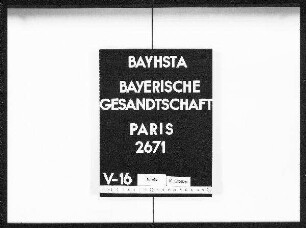 BAYHSTA
BAYERISCHE
GESANDTSCHAFT
PARIS
2671
V-16